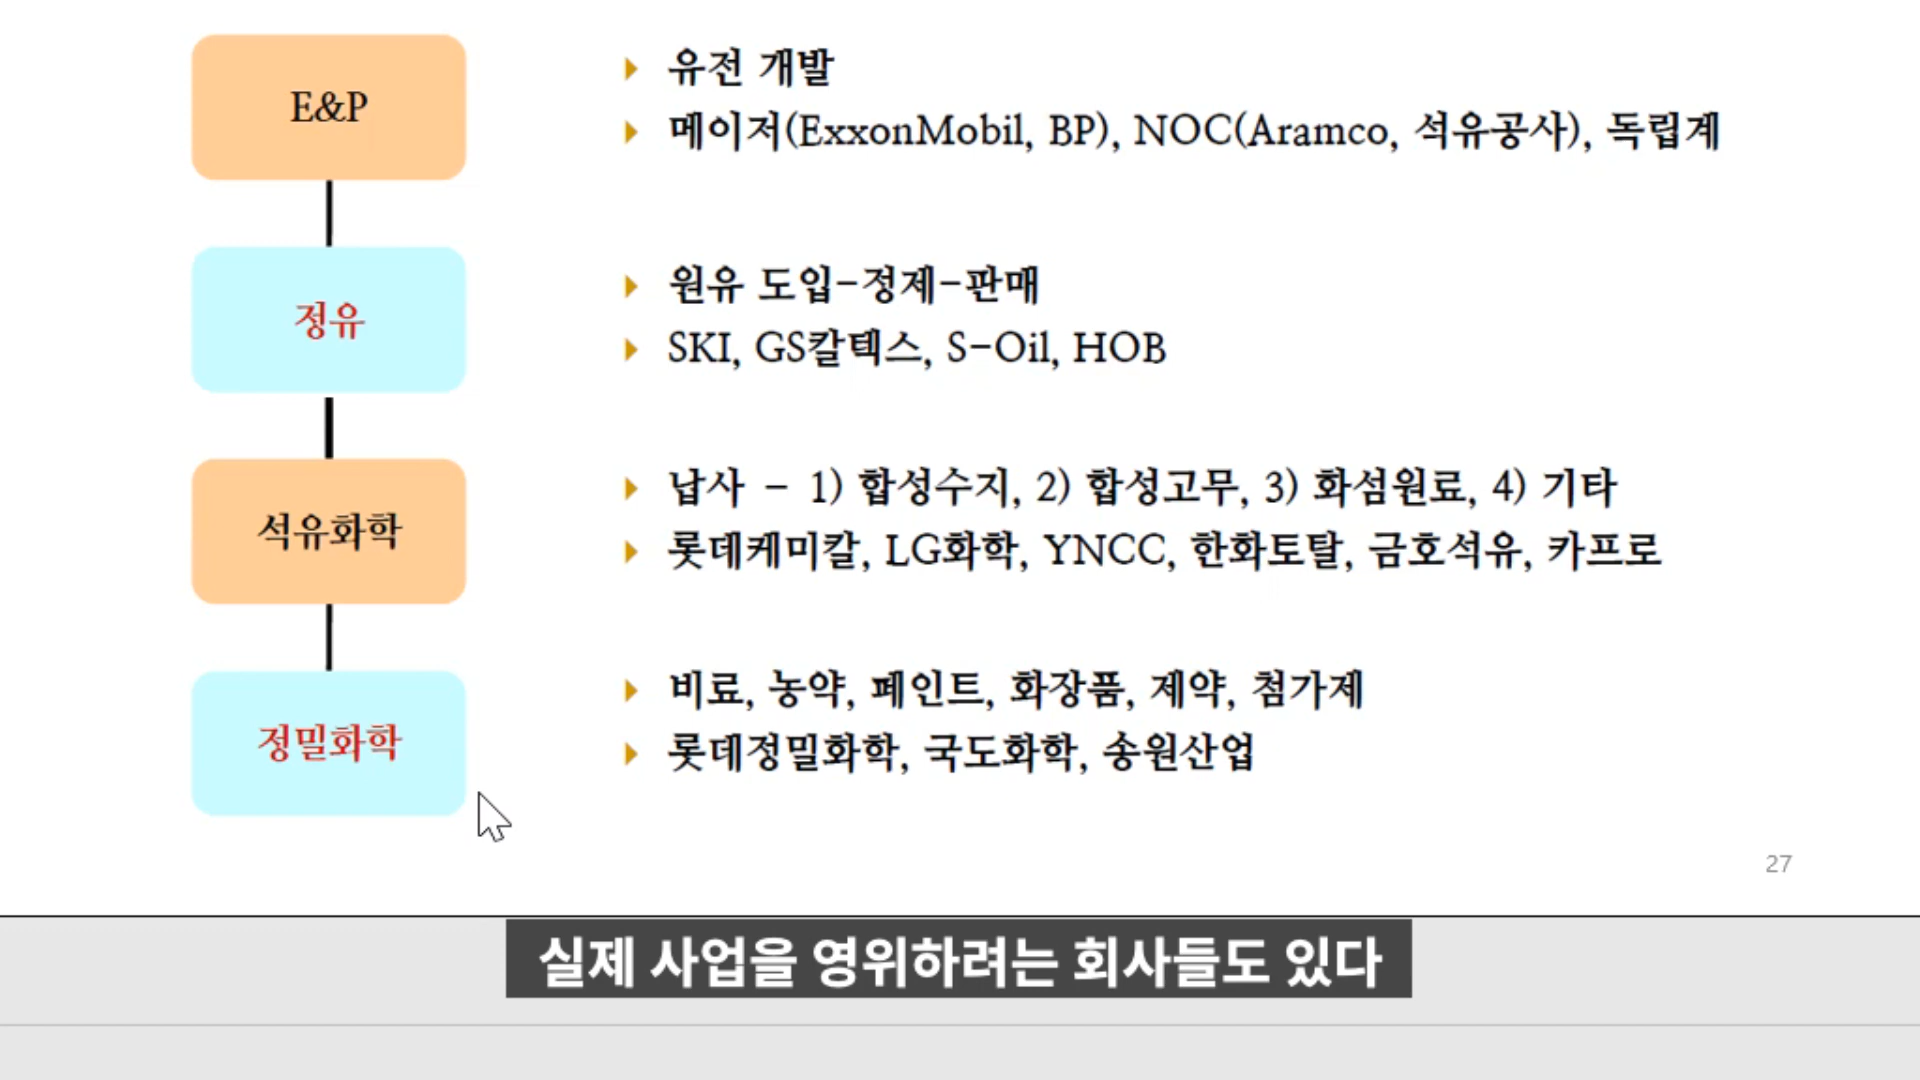 E&P
유전 개발
메이저(ExxonMobil, BP), NOC(Aramco, 석유공사), 독립계
정유
원유 도입-정제-판매
SKI, GS칼텍스, S-Oil, HOB
석유화학
납사 - 1) 합성수지, 2) 합성고무, 3) 화섬원료, 4) 기타
롯데케미칼, LG화학, YNCC, 한화토탈, 금호석유, 카프로
정밀화학
비료, 농약, 페인트, 화장품, 제약, 첨가제
롯데정밀화학, 국도화학, 송원산업
27
실제 사업을 영위하려는 회사들도 있다